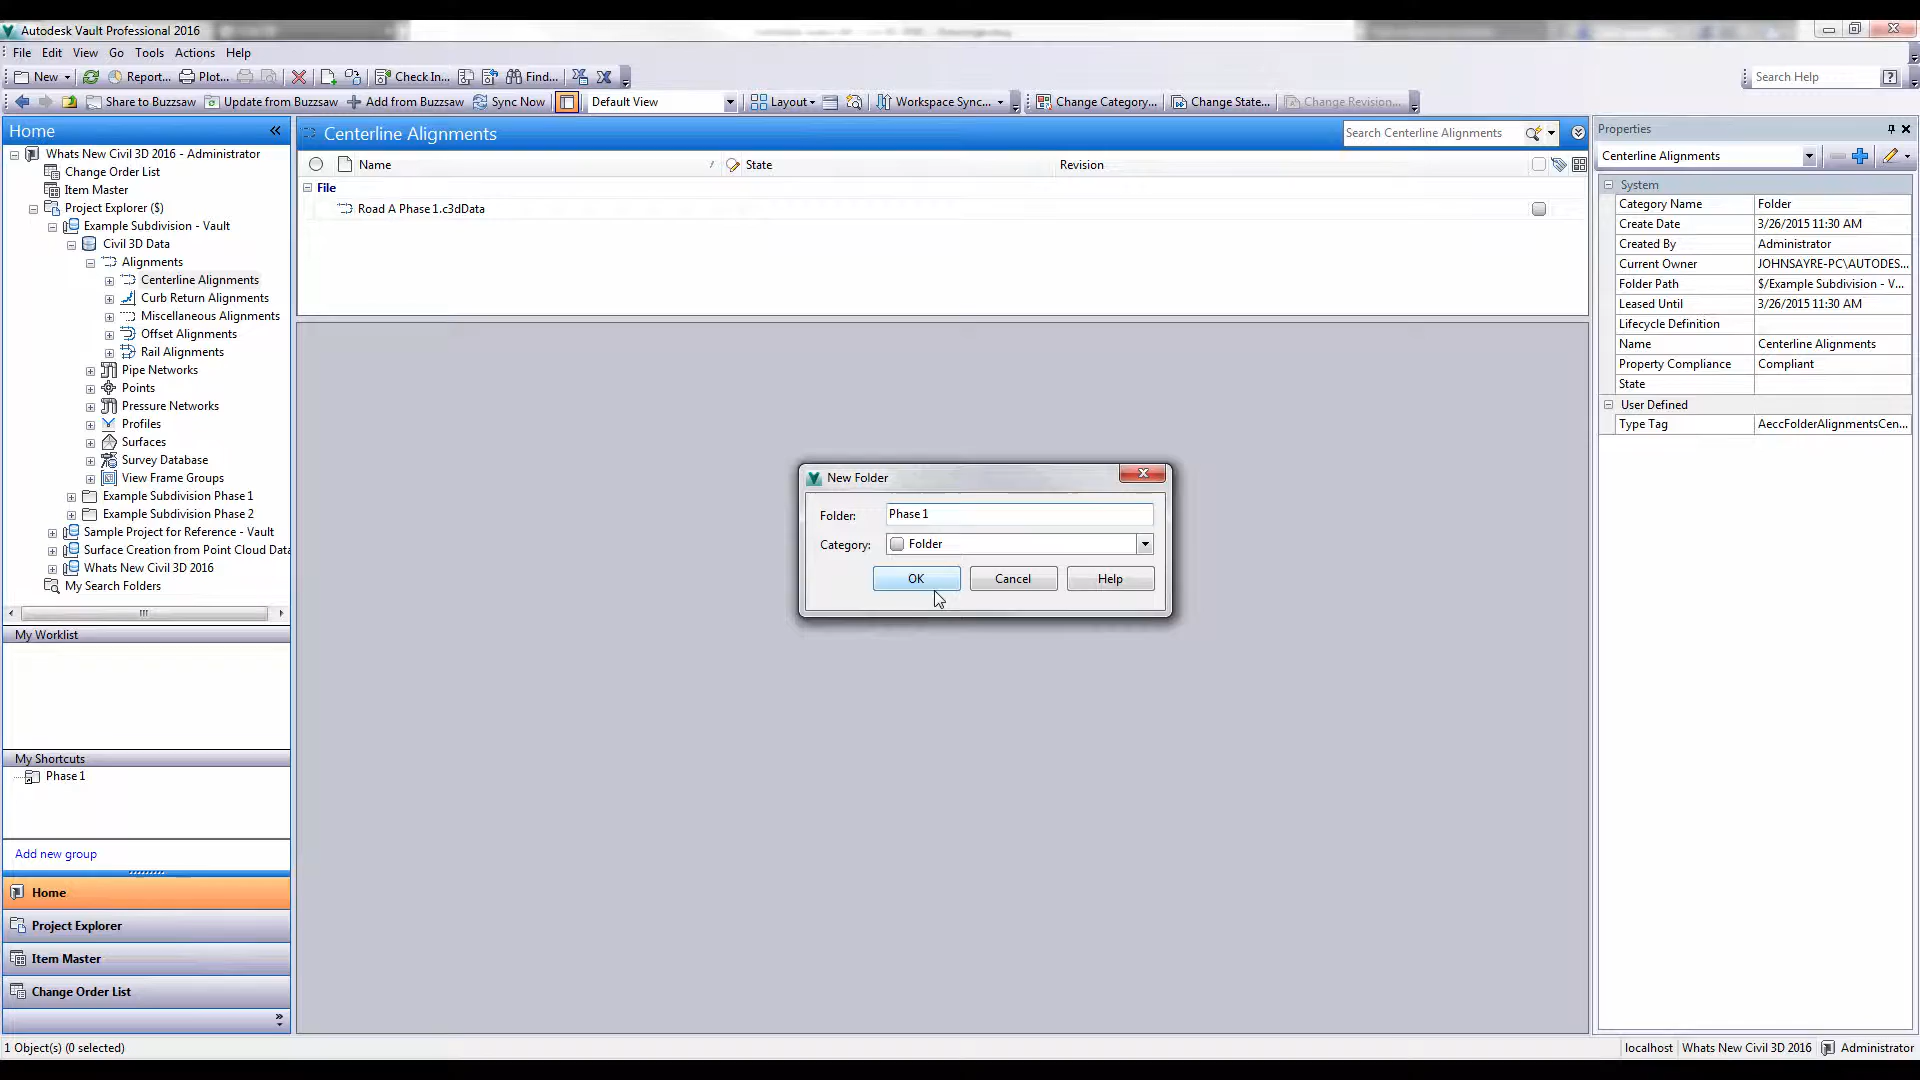 Autodesk Vault Professional 2016
File Edit View Go Tools Actions Help
New Report... Plot... Check In... Find... Search Help
Share to Buzzsaw Update from Buzzsaw Add from Buzzsaw Sync Now Default View Layout Workspace Sync... Change Category... Change State... Change Revision...
Home
Whats New Civil 3D 2016 - Administrator
Change Order List
Item Master
Project Explorer ($)
Example Subdivision - Vault
Civil 3D Data
Alignments
Centerline Alignments
Curb Return Alignments
Miscellaneous Alignments
Offset Alignments
Rail Alignments
Pipe Networks
Points
Pressure Networks
Profiles
Surfaces
Survey Database
View Frame Groups
Example Subdivision Phase 1
Example Subdivision Phase 2
Sample Project for Reference - Vault
Surface Creation from Point Cloud Data
Whats New Civil 3D 2016
My Search Folders
My Worklist
My Shortcuts
Phase 1
Add new group
Home
Project Explorer
Item Master
Change Order List
Centerline Alignments Search Centerline Alignments
Name State Revision
File
Road A Phase 1.c3dData
New Folder
Folder: Phase 1
Category: Folder
OK Cancel Help
Properties
Centerline Alignments
System
Category Name Folder
Create Date 3/26/2015 11:30 AM
Created By Administrator
Current Owner JOHNSAYRE-PC\AUTODES...
Folder Path $/Example Subdivision - V...
Leased Until 3/26/2015 11:30 AM
Lifecycle Definition
Name Centerline Alignments
Property Compliance Compliant
State
User Defined
Type Tag AeccFolderAlignmentsCen...
1 Object(s) (0 selected) localhost Whats New Civil 3D 2016 Administrator